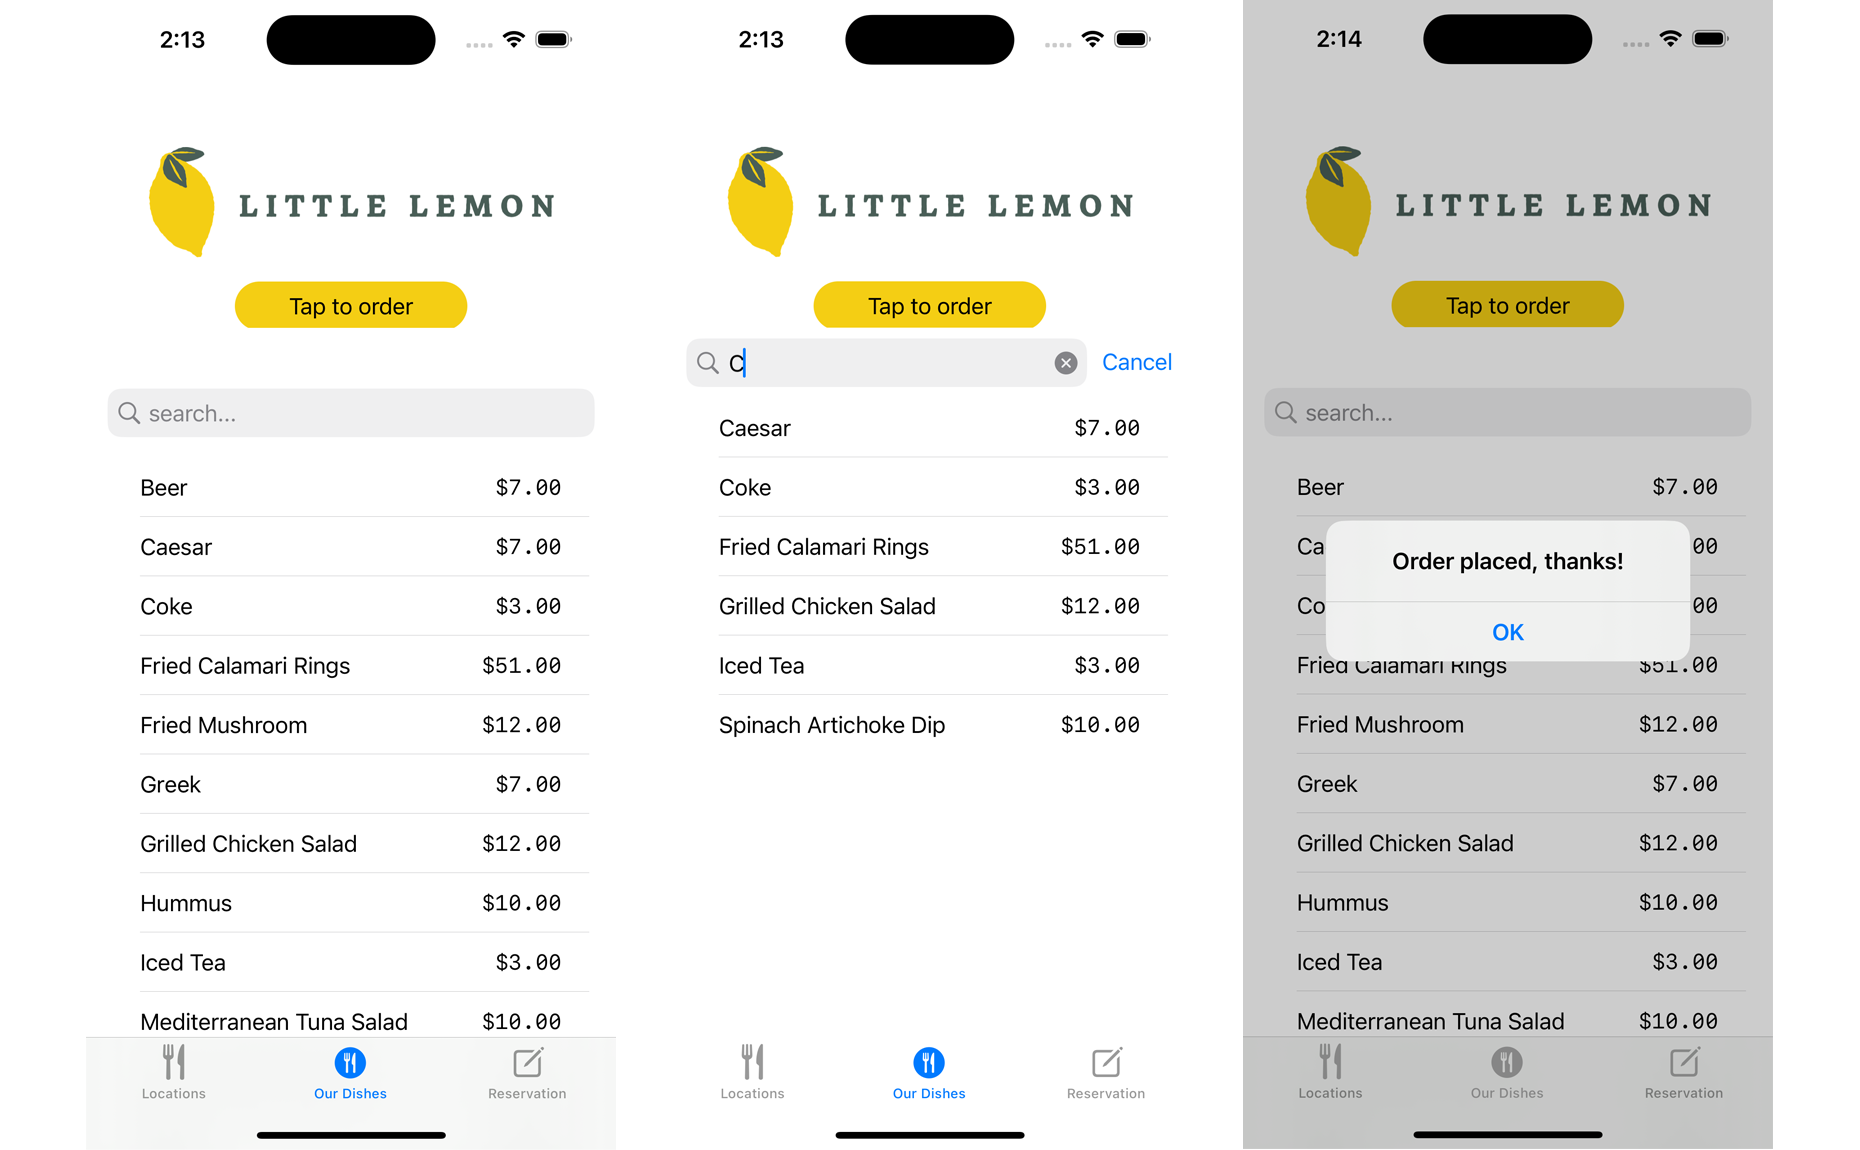 2:13
LITTLE LEMON
Tap to order
search...
Beer $7.00
Caesar $7.00
Coke $3.00
Fried Calamari Rings $51.00
Fried Mushroom $12.00
Greek $7.00
Grilled Chicken Salad $12.00
Hummus $10.00
Iced Tea $3.00
Mediterranean Tuna Salad $10.00
Locations Our Dishes Reservation
2:13
LITTLE LEMON
Tap to order
C Cancel
Caesar $7.00
Coke $3.00
Fried Calamari Rings $51.00
Grilled Chicken Salad $12.00
Iced Tea $3.00
Spinach Artichoke Dip $10.00
Locations Our Dishes Reservation
2:14
LITTLE LEMON
Tap to order
search...
Beer $7.00
Ca 00
Order placed, thanks!
Co 00
OK
Fried Calamari Rings $51.00
Fried Mushroom $12.00
Greek $7.00
Grilled Chicken Salad $12.00
Hummus $10.00
Iced Tea $3.00
Mediterranean Tuna Salad $10.00
Locations Our Dishes Reservation